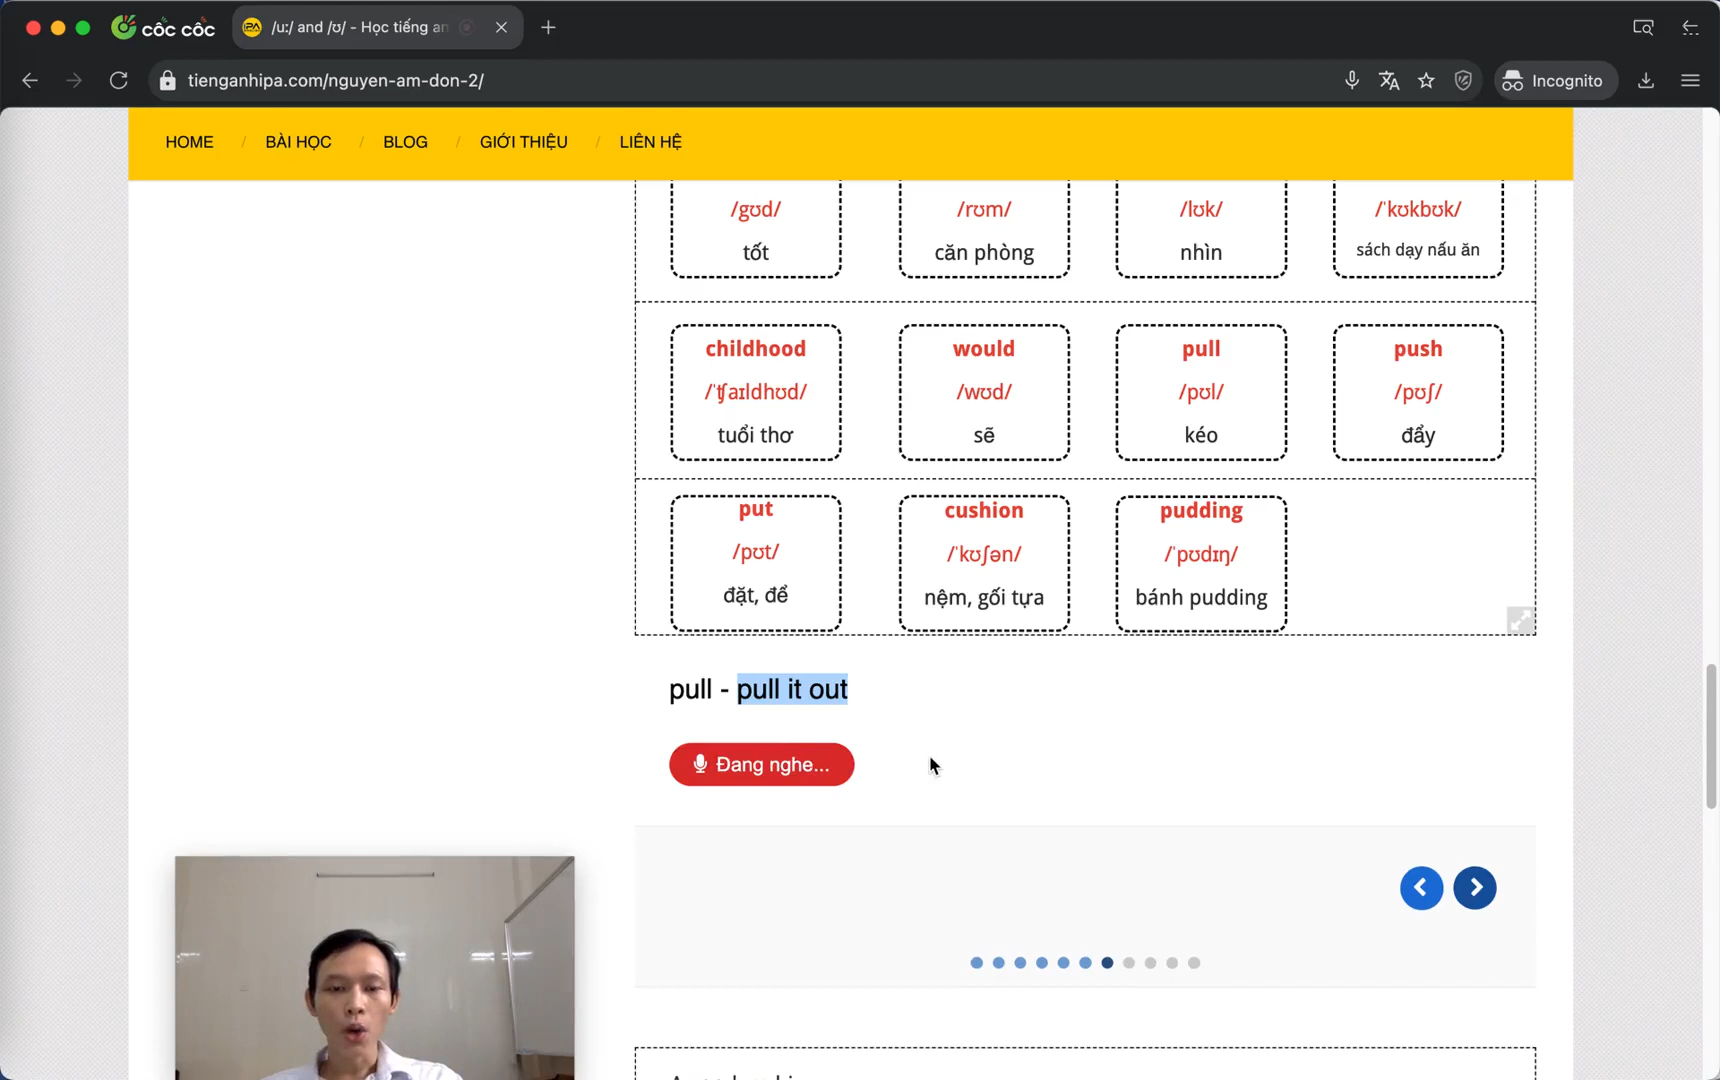 cốc cốc
/u:/ and /ʊ/ - Học tiếng an
tienganhipa.com/nguyen-am-don-2/
Incognito
HOME / BÀI HỌC / BLOG / GIỚI THIỆU / LIÊN HỆ
/gʊd/ /rʊm/ /lʊk/ /ˈkʊkbʊk/
tốt căn phòng nhìn sách dạy nấu ăn
childhood would pull push
/ˈʧaɪldhʊd/ /wʊd/ /pʊl/ /pʊʃ/
tuổi thơ sẽ kéo đẩy
put cushion pudding
/pʊt/ /ˈkʊʃən/ /ˈpʊdɪŋ/
đặt, để nệm, gối tựa bánh pudding
pull - pull it out
Đang nghe...